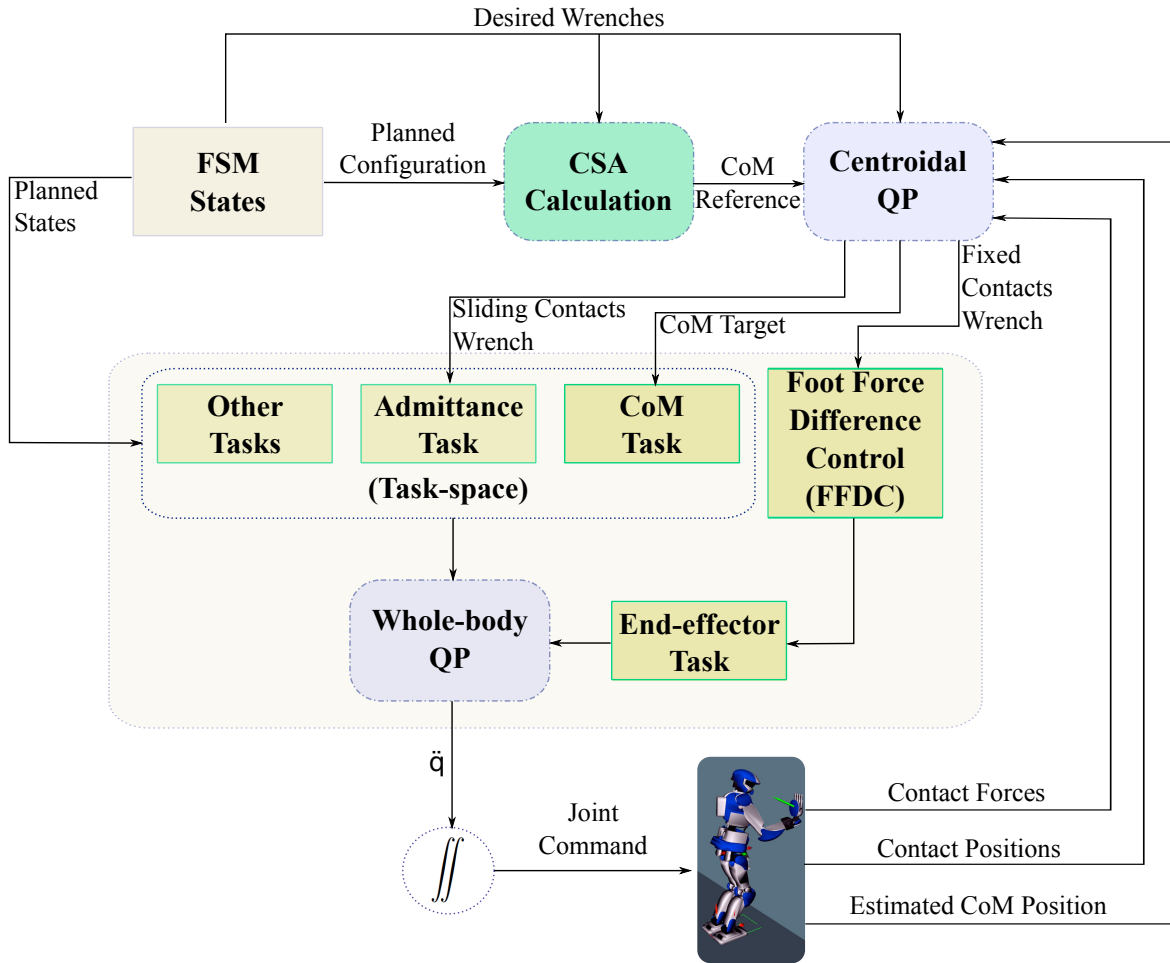 Desired Wrenches
FSM
States
Planned
Configuration
CSA
Calculation
CoM
Reference
Centroidal
QP
Planned
States
Sliding Contacts
Wrench
CoM Target
Fixed
Contacts
Wrench
Other
Tasks
Admittance
Task
CoM
Task
(Task-space)
Foot Force
Difference
Control
(FFDC)
Whole-body
QP
End-effector
Task
q̈
∬
Joint
Command
Contact Forces
Contact Positions
Estimated CoM Position